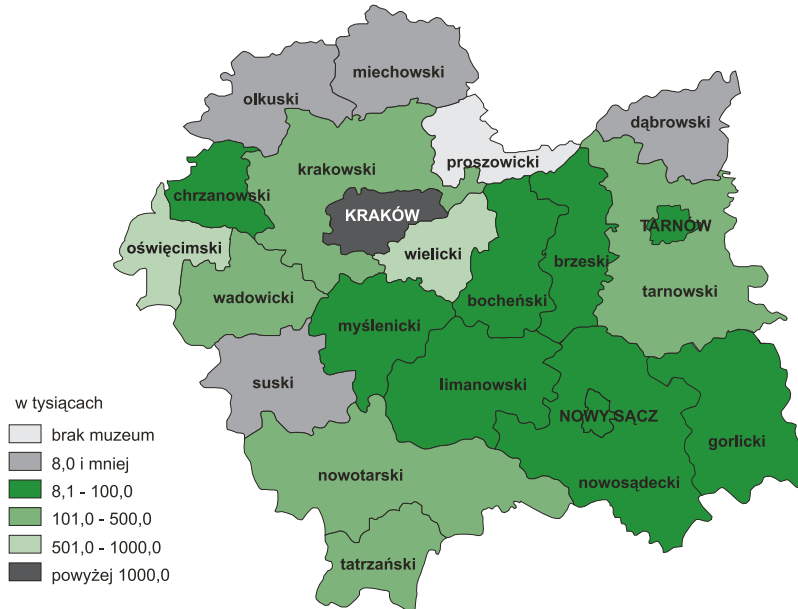 miechowski
olkuski
dąbrowski
proszowicki
krakowski
chrzanowski
KRAKÓW
TARNÓW
oświęcimski
wielicki
brzeski
wadowicki
bocheński
tarnowski
myślenicki
suski
limanowski
NOWY SĄCZ
gorlicki
nowotarski
nowosądecki
tatrzański
w tysiącach
brak muzeum
8,0 i mniej
8,1 - 100,0
101,0 - 500,0
501,0 - 1000,0
powyżej 1000,0